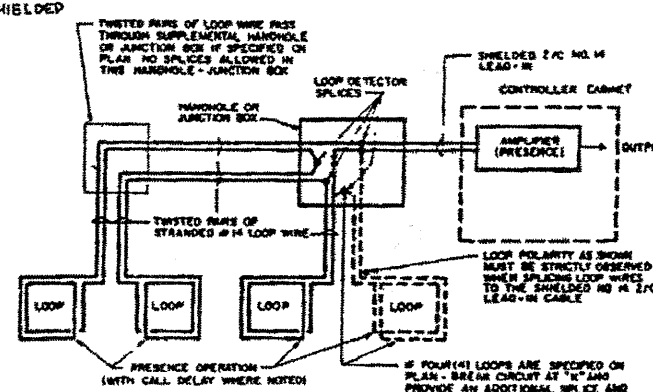 SHIELDED
TWISTED PAIRS OF LOOP WIRE PASS
THROUGH SUPPLEMENTAL HANDHOLE
OR JUNCTION BOX IF SPECIFIED ON
PLAN NO SPLICES ALLOWED IN
THIS HANDHOLE - JUNCTION BOX
LOOP DETECTOR
SPLICES
SHIELDED 2/C NO. 14
LEAD-IN
CONTROLLER CABINET
HANDHOLE OR
JUNCTION BOX
AMPLIFIER
(PRESENCE)
OUTPU
TWISTED PAIRS OF
STRANDED #14 LOOP WIRE
LOOP POLARITY AS SHOWN
MUST BE STRICTLY OBSERVED
WHEN SPLICING LOOP WIRES
TO THE SHIELDED NO 14 2/C
LEAD-IN CABLE
LOOP
LOOP
LOOP
LOOP
PRESENCE OPERATION
(WITH CALL DELAY WHERE NOTED)
IF FOUR(4) LOOPS ARE SPECIFIED ON
PLAN - BREAK CIRCUIT AT "X" AND
PROVIDE AN ADDITIONAL SPLICE AND